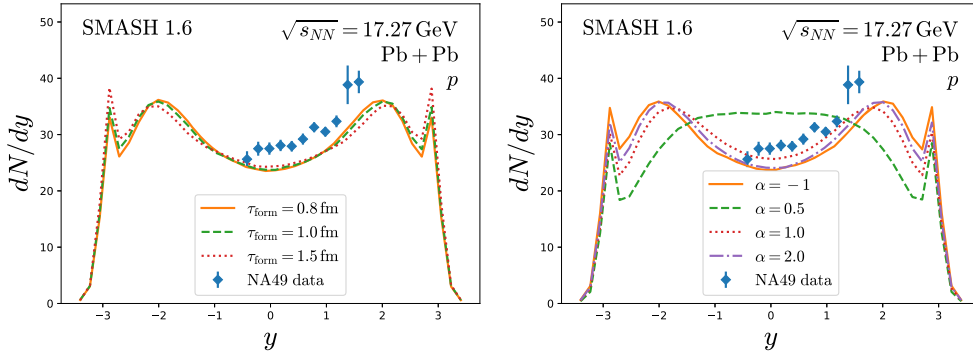 SMASH 1.6
√s_NN = 17.27 GeV
Pb + Pb
p
dN/dy
50
40
30
20
10
0
τ_form = 0.8 fm
τ_form = 1.0 fm
τ_form = 1.5 fm
NA49 data
−3 −2 −1 0 1 2 3
y
SMASH 1.6
√s_NN = 17.27 GeV
Pb + Pb
p
dN/dy
50
40
30
20
10
0
α = −1
α = 0.5
α = 1.0
α = 2.0
NA49 data
−3 −2 −1 0 1 2 3
y